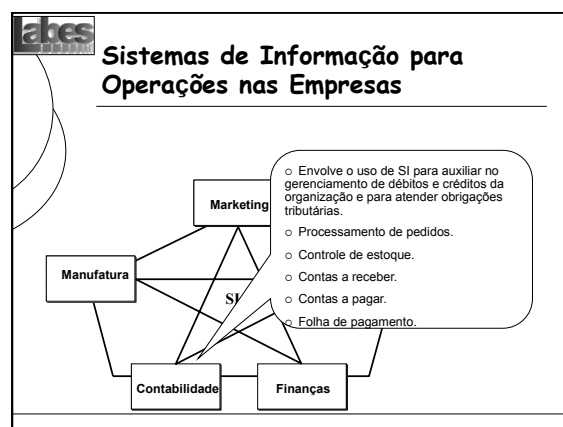 Labes
Sistemas de Informação para
Operações nas Empresas
○ Envolve o uso de SI para auxiliar no
gerenciamento de débitos e créditos da
organização e para atender obrigações
tributárias.
○ Processamento de pedidos.
○ Controle de estoque.
○ Contas a receber.
○ Contas a pagar.
○ Folha de pagamento.
Marketing
Manufatura
SI
Contabilidade
Finanças